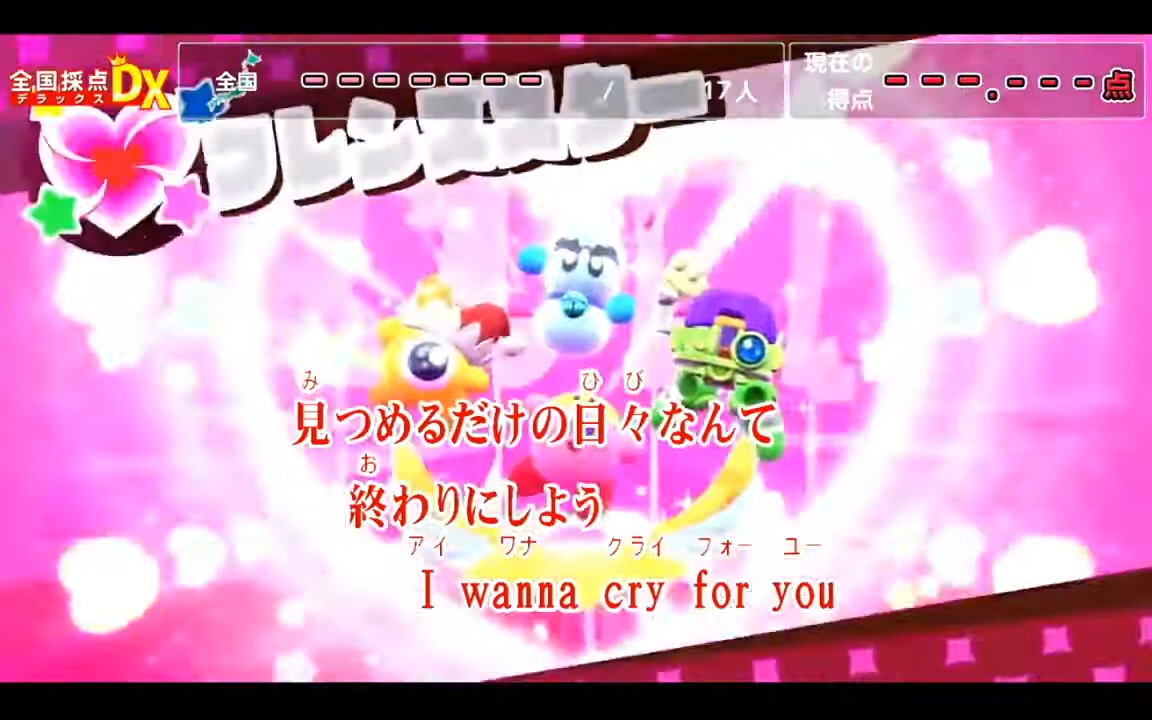 全国採点
デラックス
DX
全国
/ 17人
現在の
得点
点
フレンズスター
み ひび
見つめるだけの日々なんて
お
終わりにしよう
アイ ワナ クライ フォー ユー
I wanna cry for you